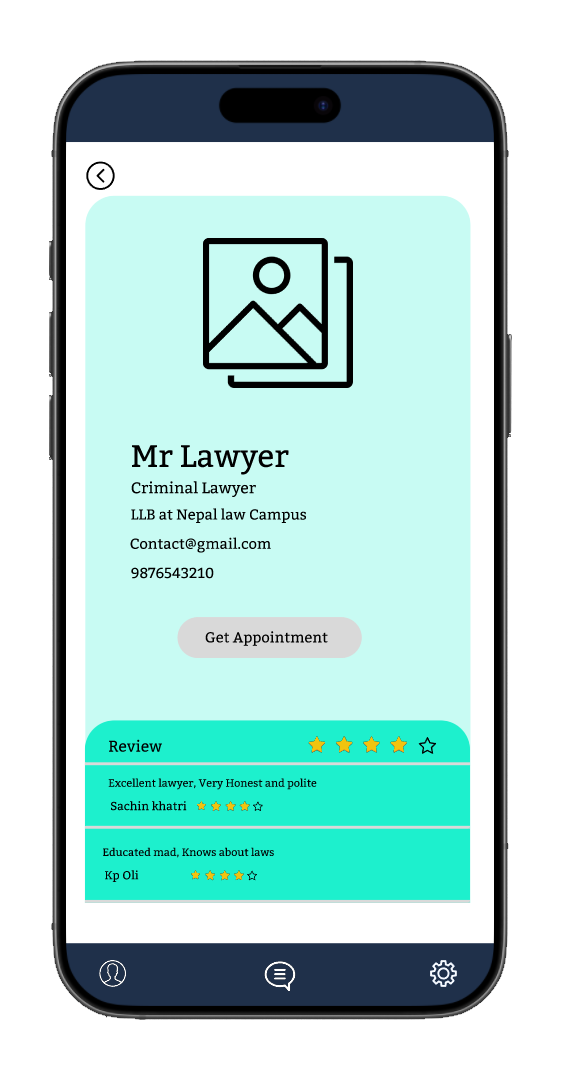 Mr Lawyer
Criminal Lawyer
LLB at Nepal law Campus
Contact@gmail.com
9876543210
Get Appointment
Review
Excellent lawyer, Very Honest and polite
Sachin khatri
Educated mad, Knows about laws
Kp Oli